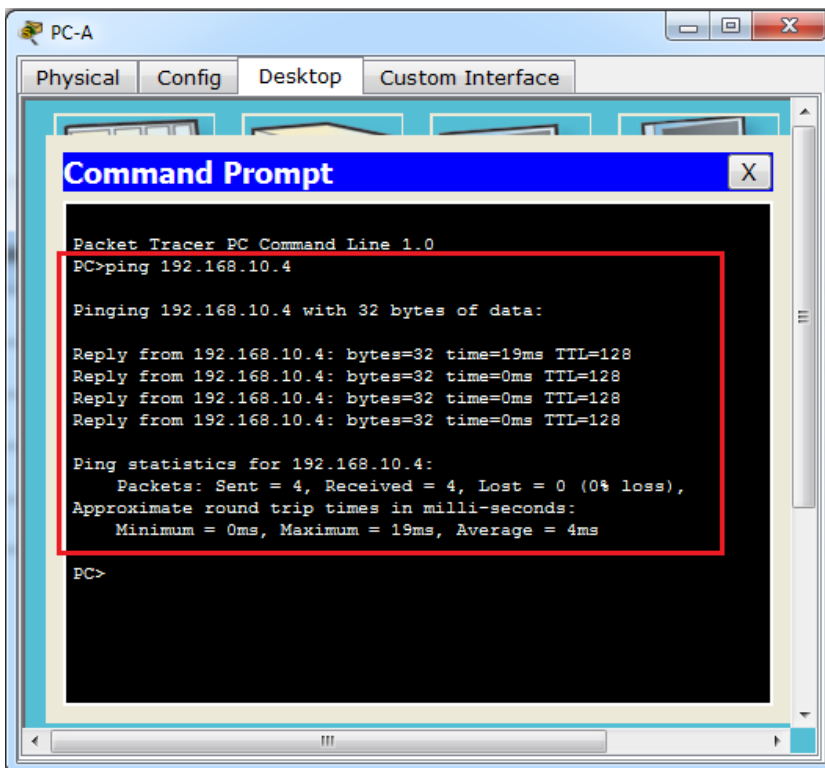 PC-A
Physical Config Desktop Custom Interface
Command Prompt X
Packet Tracer PC Command Line 1.0
PC>ping 192.168.10.4
Pinging 192.168.10.4 with 32 bytes of data:
Reply from 192.168.10.4: bytes=32 time=19ms TTL=128
Reply from 192.168.10.4: bytes=32 time=0ms TTL=128
Reply from 192.168.10.4: bytes=32 time=0ms TTL=128
Reply from 192.168.10.4: bytes=32 time=0ms TTL=128
Ping statistics for 192.168.10.4:
Packets: Sent = 4, Received = 4, Lost = 0 (0% loss),
Approximate round trip times in milli-seconds:
Minimum = 0ms, Maximum = 19ms, Average = 4ms
PC>